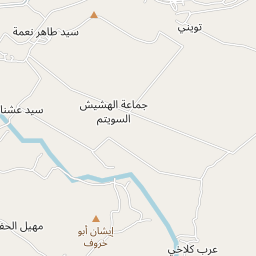 تويني
سيد طاهر نعمة
جماعة الهشيش
السويتم
سيد عشنا
إيشان أبو
خروف
مهيل الحف
عرب كلاخي